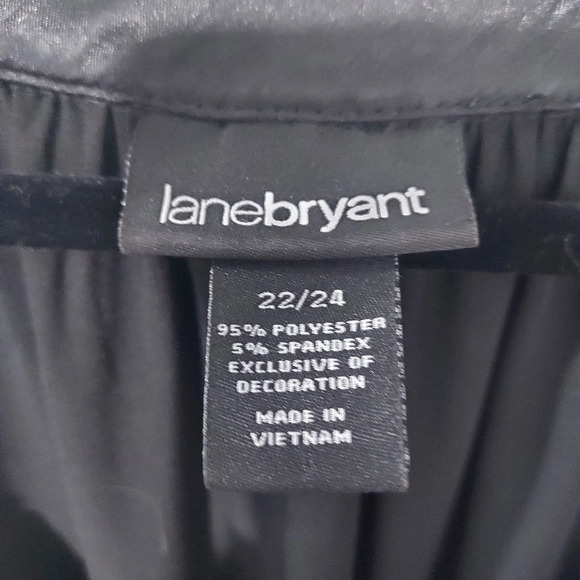 lanebryant
22/24
95% POLYESTER
5% SPANDEX
EXCLUSIVE OF
DECORATION
MADE IN
VIETNAM